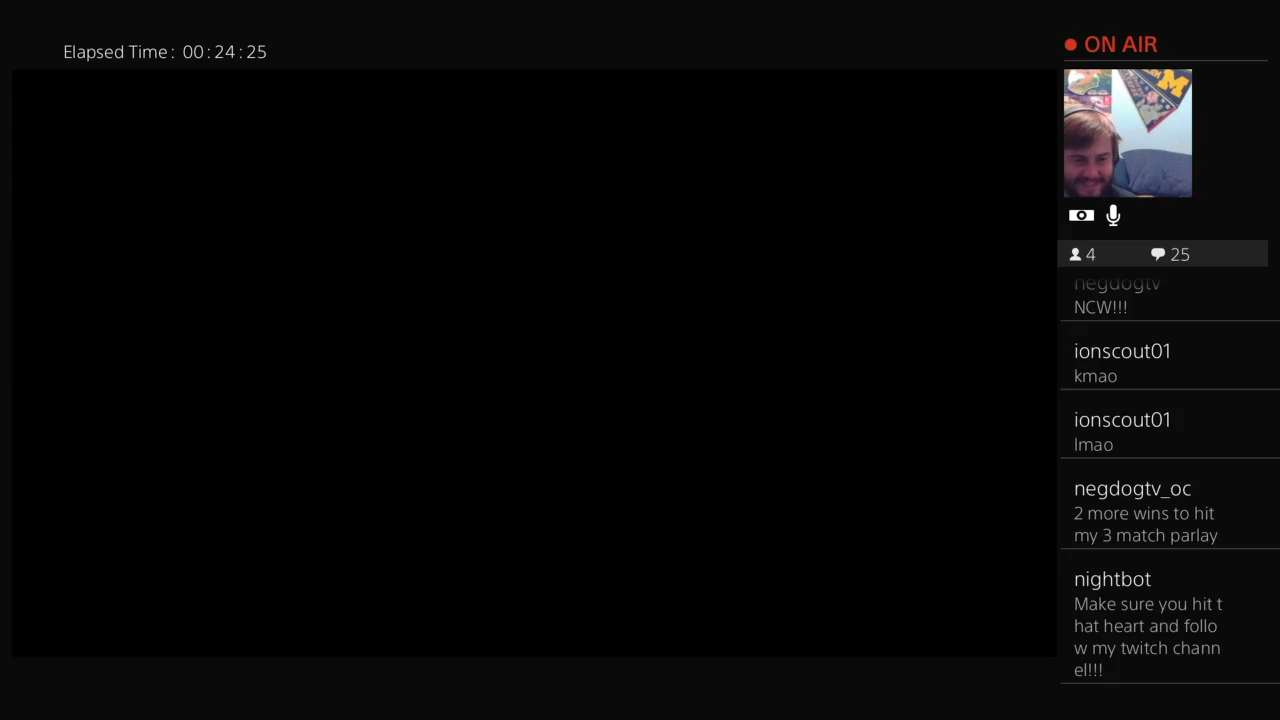 Elapsed Time: 00:24:25
ON AIR
M
4
25
negdogtv
NCW!!!
ionscout01
kmao
ionscout01
lmao
negdogtv_oc
2 more wins to hit
my 3 match parlay
nightbot
Make sure you hit t
hat heart and follo
w my twitch chann
el!!!